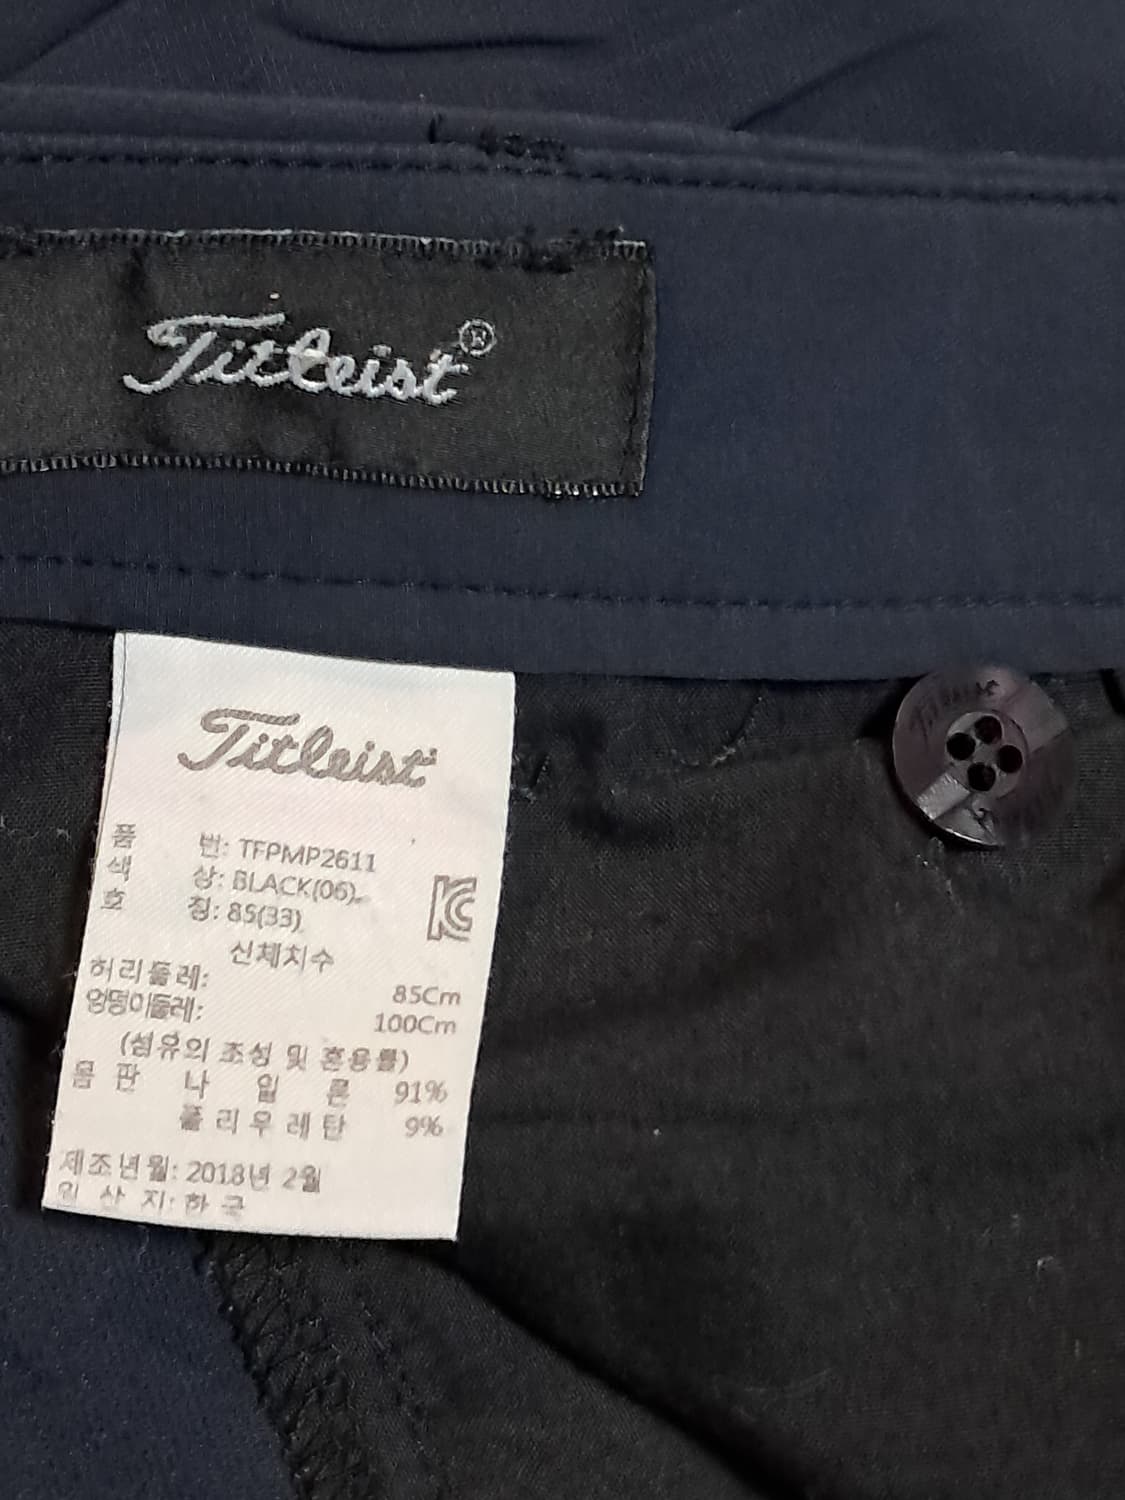 Titleist®
Titleist
품 번: TFPMP2611
색 상: BLACK(06)
호 칭: 85(33)
KC
신체치수
허리둘레: 85Cm
엉덩이둘레: 100Cm
(섬유의 조성 및 혼용률)
몸 판 나 일 론 91%
폴리우레탄 9%
제조년월: 2018년 2월
원 산 지: 한 국
Titleist